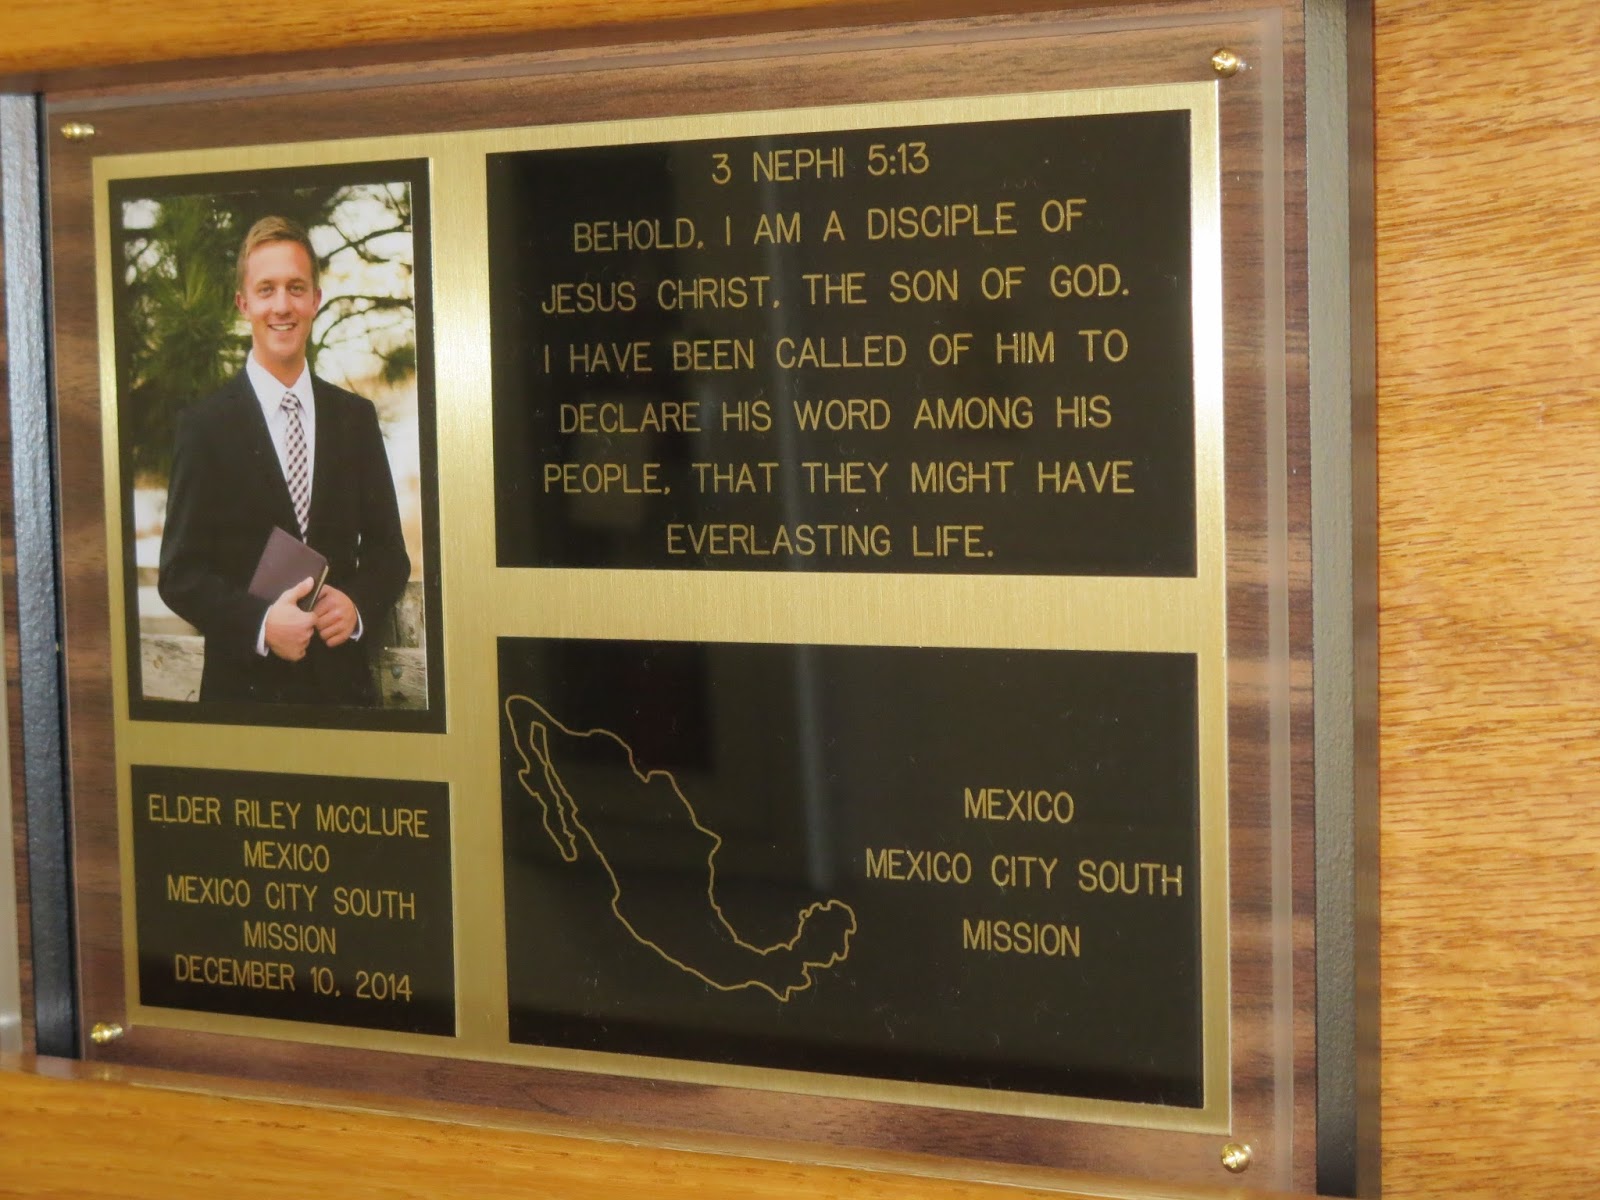 3 NEPHI 5:13
BEHOLD, I AM A DISCIPLE OF
JESUS CHRIST, THE SON OF GOD.
I HAVE BEEN CALLED OF HIM TO
DECLARE HIS WORD AMONG HIS
PEOPLE, THAT THEY MIGHT HAVE
EVERLASTING LIFE.
ELDER RILEY MCCLURE
MEXICO
MEXICO CITY SOUTH
MISSION
DECEMBER 10, 2014
MEXICO
MEXICO CITY SOUTH
MISSION